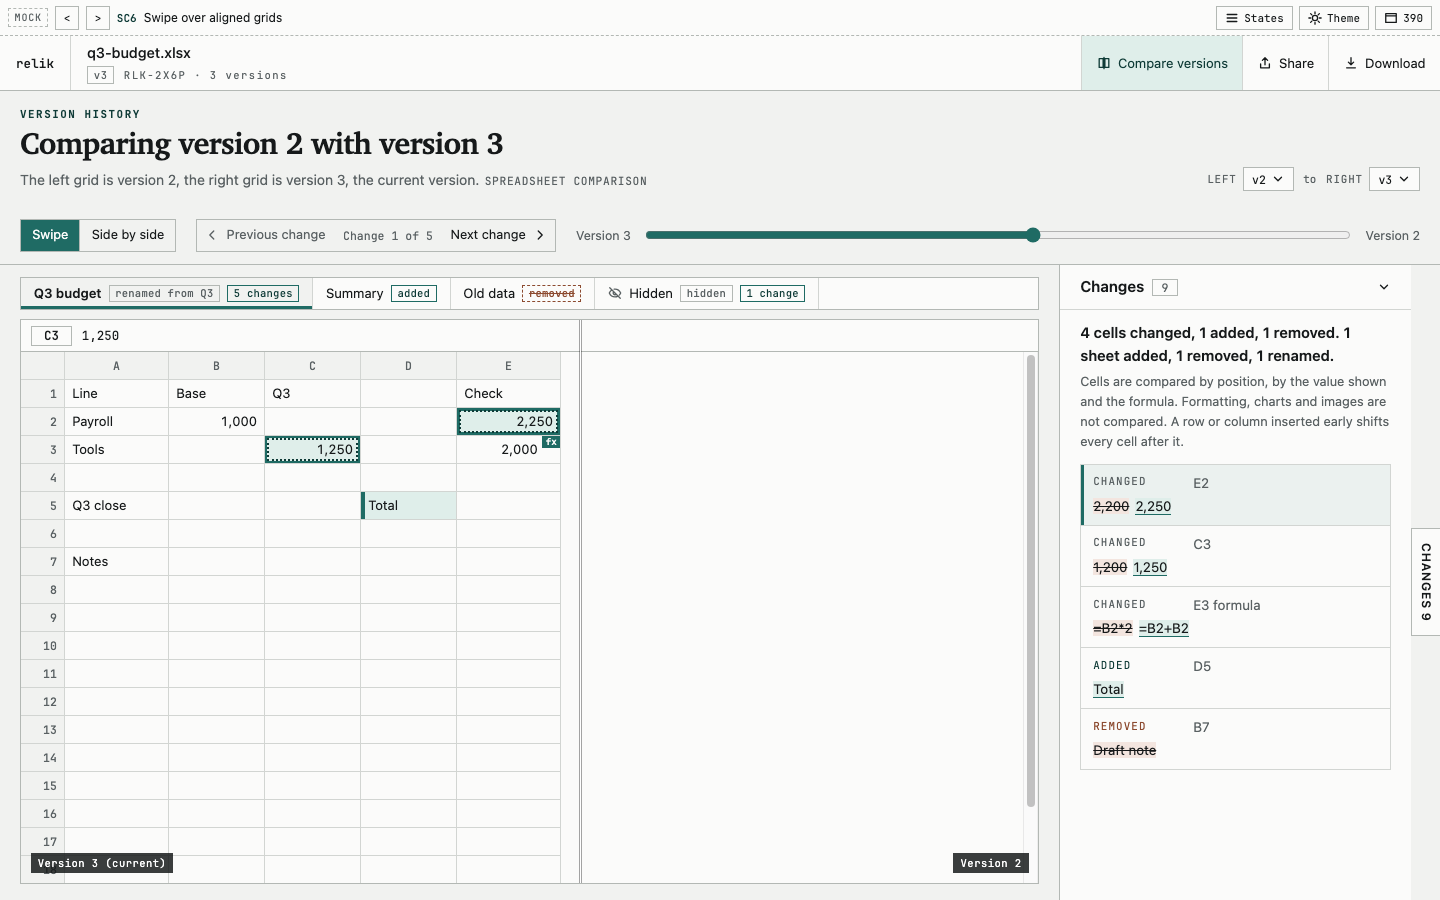 MOCK < > SC6 Swipe over aligned grids States Theme 390
relik
q3-budget.xlsx
v3 RLK-2X6P · 3 versions
Compare versions Share Download
VERSION HISTORY
Comparing version 2 with version 3
The left grid is version 2, the right grid is version 3, the current version. SPREADSHEET COMPARISON
LEFT v2 to RIGHT v3
Swipe Side by side Previous change Change 1 of 5 Next change Version 3 Version 2
Q3 budget renamed from Q3 5 changes Summary added Old data removed Hidden hidden 1 change
C3 1,250
A B C D E
1 Line Base Q3 Check
2 Payroll 1,000 2,250
3 Tools 1,250 2,000 fx
4
5 Q3 close Total
6
7 Notes
8
9
10
11
12
13
14
15
16
17
Version 3 (current) Version 2
Changes 9
4 cells changed, 1 added, 1 removed. 1
sheet added, 1 removed, 1 renamed.
Cells are compared by position, by the value shown
and the formula. Formatting, charts and images are
not compared. A row or column inserted early shifts
every cell after it.
CHANGED E2
2,200 2,250
CHANGED C3
1,200 1,250
CHANGED E3 formula
=B2*2 =B2+B2
ADDED D5
Total
REMOVED B7
Draft note
CHANGES 9